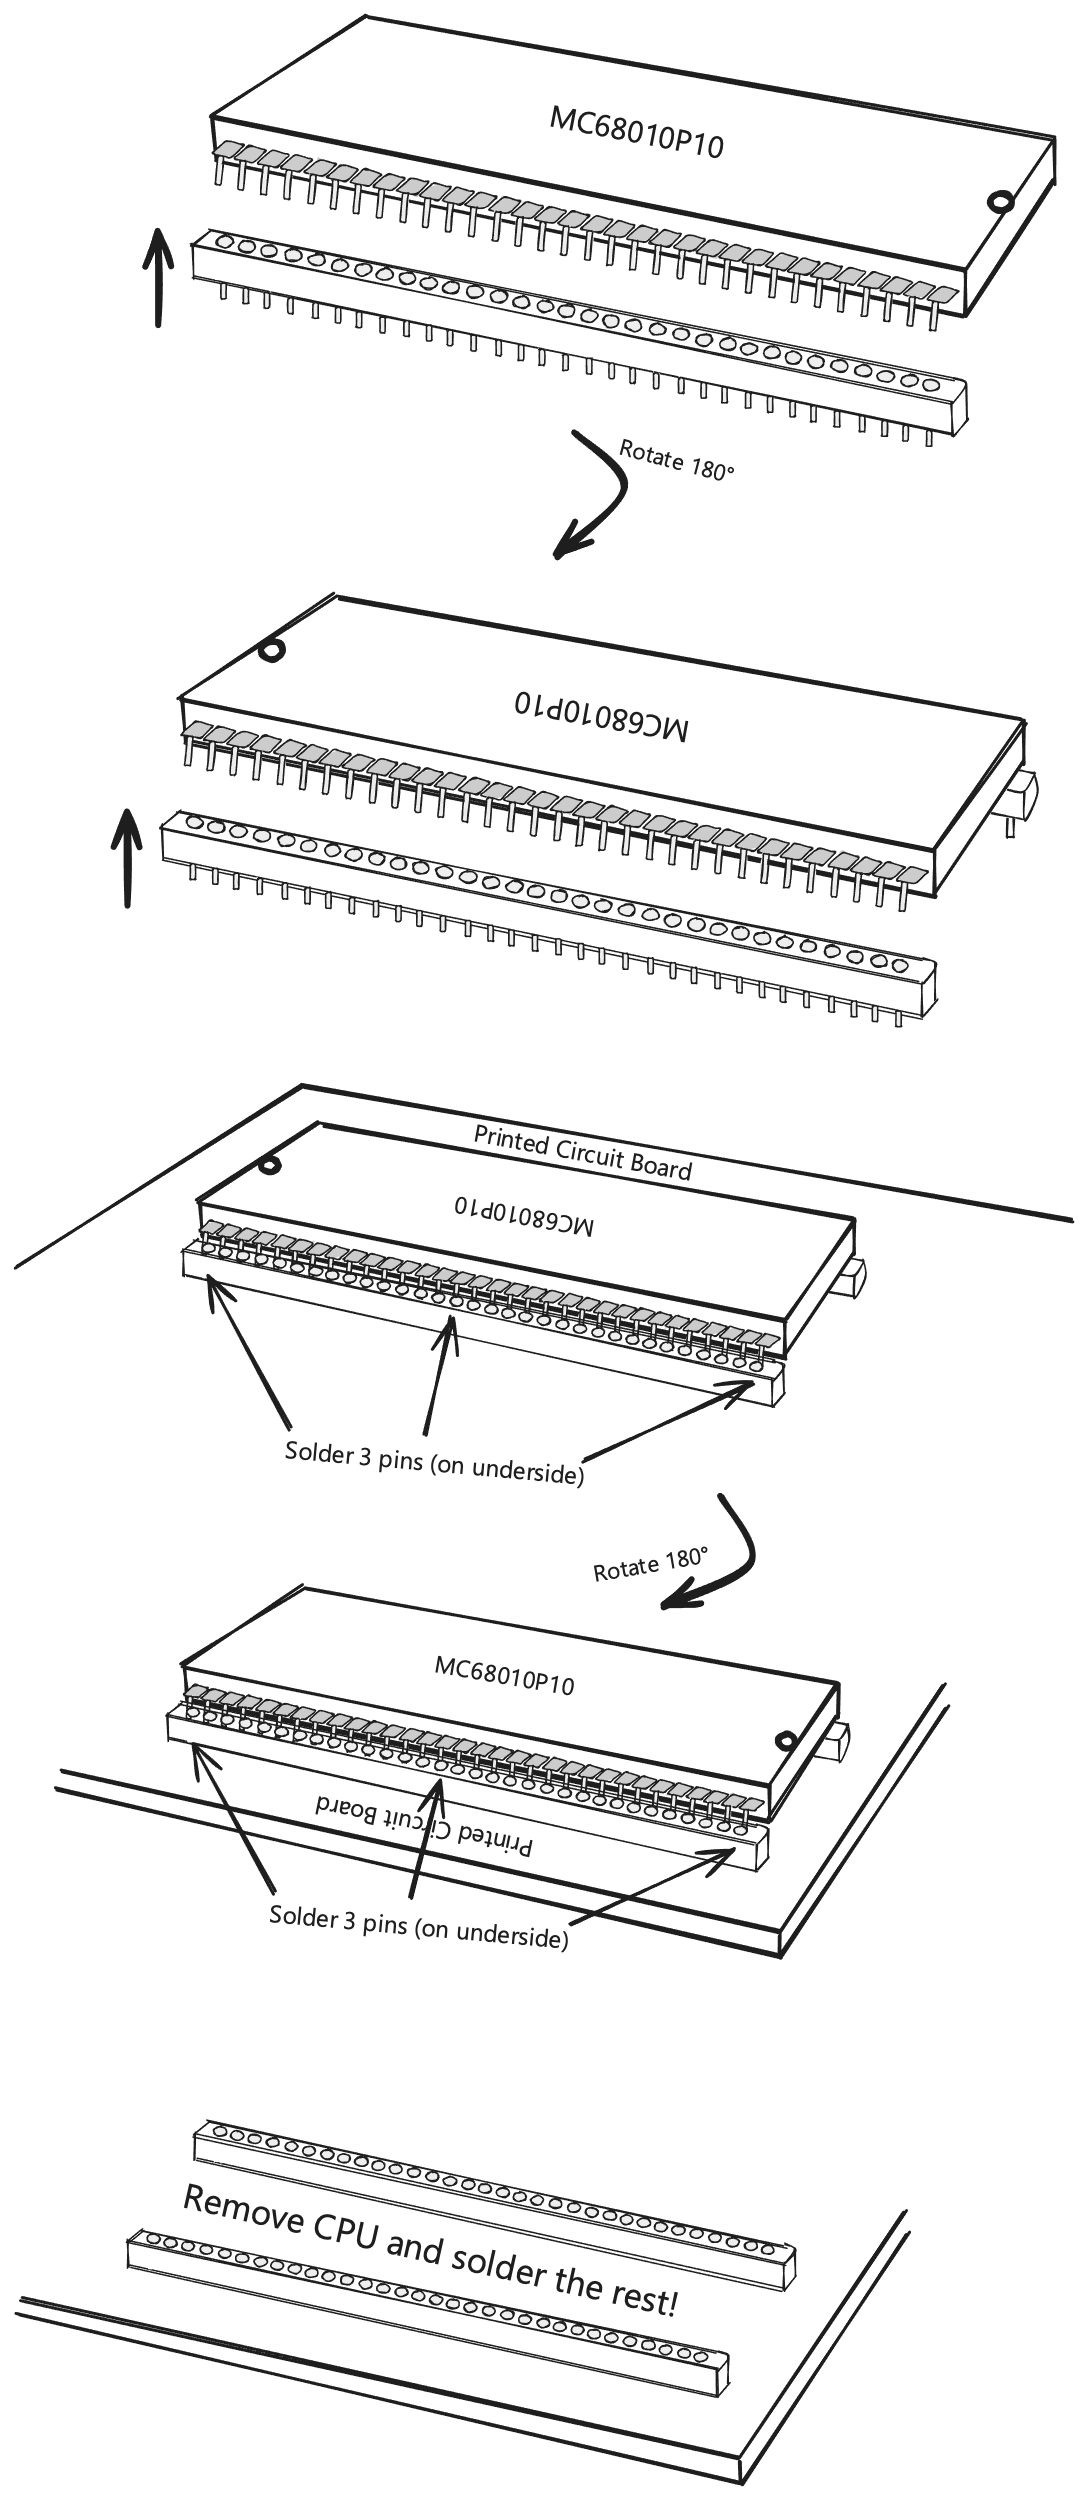 MC68010P10
Rotate 180°
MC68010P10
Printed Circuit Board
MC68010P10
Solder 3 pins (on underside)
Rotate 180°
MC68010P10
Printed Circuit Board
Solder 3 pins (on underside)
Remove CPU and solder the rest!